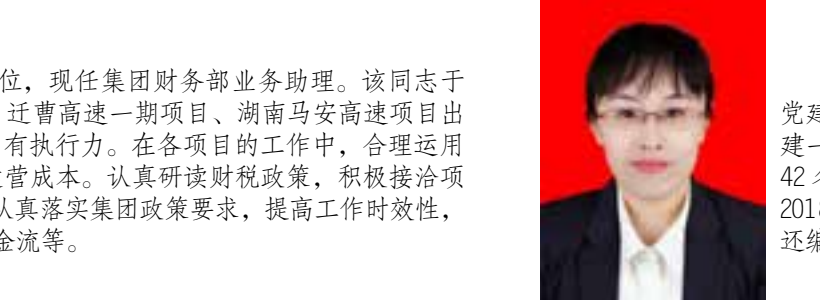 位，现任集团财务部业务助理。该同志于
迁曹高速一期项目、湖南马安高速项目出
有执行力。在各项目的工作中，合理运用
营成本。认真研读财税政策，积极接洽项
认真落实集团政策要求，提高工作时效性，
金流等。
党建
建一
42
201
还编